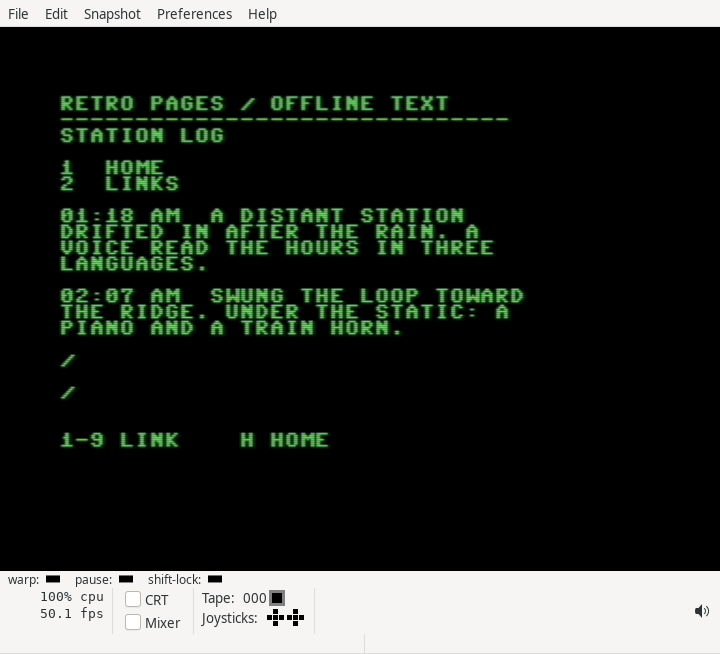 File Edit Snapshot Preferences Help
RETRO PAGES / OFFLINE TEXT
------------------------------
STATION LOG
1 HOME
2 LINKS
01:18 AM A DISTANT STATION
DRIFTED IN AFTER THE RAIN. A
VOICE READ THE HOURS IN THREE
LANGUAGES.
02:07 AM SWUNG THE LOOP TOWARD
THE RIDGE. UNDER THE STATIC: A
PIANO AND A TRAIN HORN.
/
/
1-9 LINK H HOME
warp: pause: shift-lock:
100% cpu
50.1 fps
CRT
Mixer
Tape: 000
Joysticks: